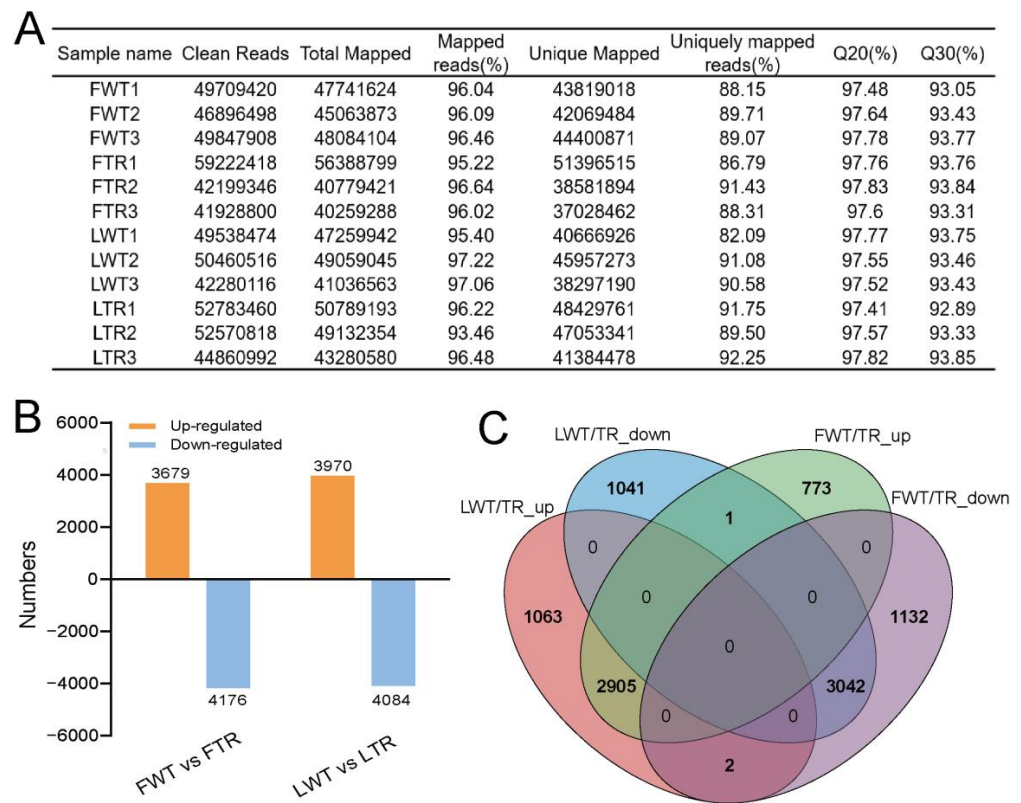 A
Sample name Clean Reads Total Mapped Mapped reads(%) Unique Mapped Uniquely mapped reads(%) Q20(%) Q30(%)
FWT1 49709420 47741624 96.04 43819018 88.15 97.48 93.05
FWT2 46896498 45063873 96.09 42069484 89.71 97.64 93.43
FWT3 49847908 48084104 96.46 44400871 89.07 97.78 93.77
FTR1 59222418 56388799 95.22 51396515 86.79 97.76 93.76
FTR2 42199346 40779421 96.64 38581894 91.43 97.83 93.84
FTR3 41928800 40259288 96.02 37028462 88.31 97.6 93.31
LWT1 49538474 47259942 95.40 40666926 82.09 97.77 93.75
LWT2 50460516 49059045 97.22 45957273 91.08 97.55 93.46
LWT3 42280116 41036563 97.06 38297190 90.58 97.52 93.43
LTR1 52783460 50789193 96.22 48429761 91.75 97.41 92.89
LTR2 52570818 49132354 93.46 47053341 89.50 97.57 93.33
LTR3 44860992 43280580 96.48 41384478 92.25 97.82 93.85
B
Numbers
6000
4000
2000
0
−2000
−4000
−6000
Up-regulated
Down-regulated
3679
3970
4176
4084
FWT vs FTR
LWT vs LTR
C
LWT/TR_up
LWT/TR_down
FWT/TR_up
FWT/TR_down
1041
773
1
0
0
1063
0
0
1132
0
2905
3042
0
0
2